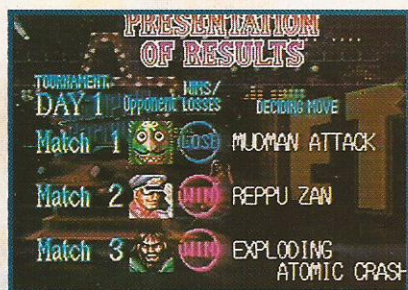 PRESENTATION
OF RESULTS
TOURNAMENT
DAY 1 Opponent WINS/ LOSSES DECIDING MOVE
Match 1 LOSE MUDMAN ATTACK
Match 2 WIN REPPU ZAN
Match 3 WIN EXPLODING
ATOMIC CRASH